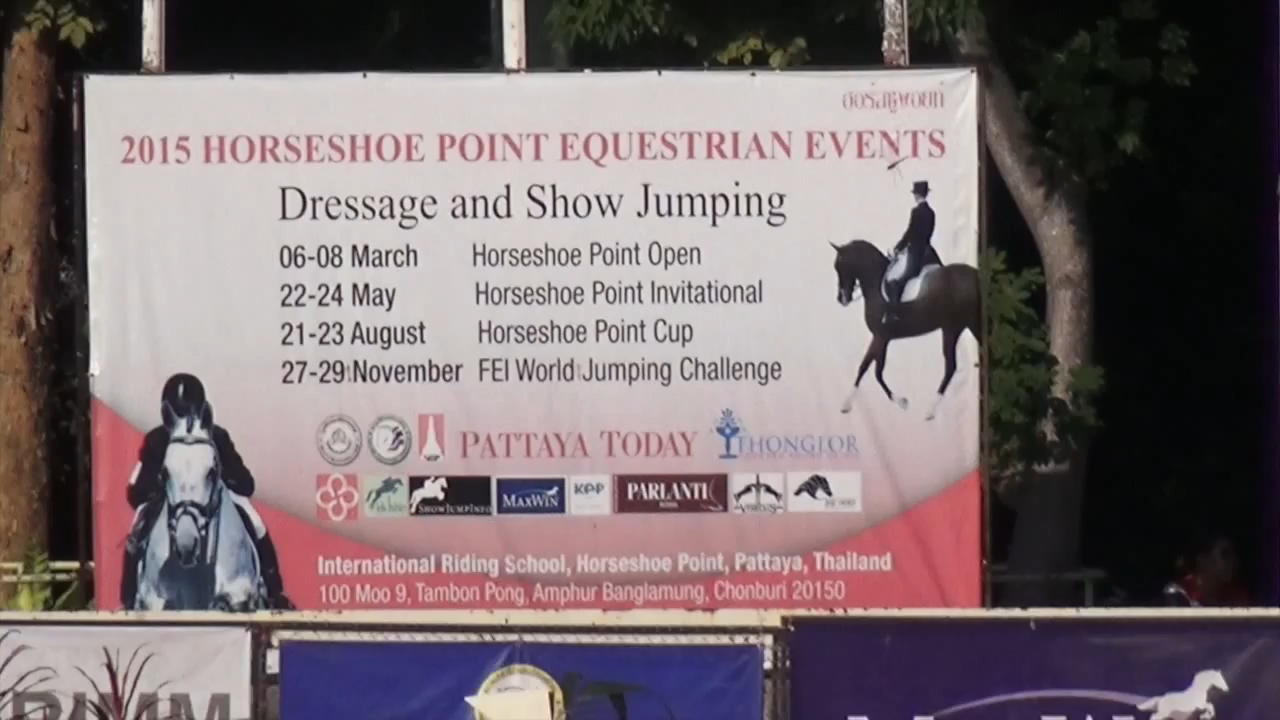 2015 HORSESHOE POINT EQUESTRIAN EVENTS
Dressage and Show Jumping
06-08 March Horseshoe Point Open
22-24 May Horseshoe Point Invitational
21-23 August Horseshoe Point Cup
27-29 November FEI World Jumping Challenge
PATTAYA TODAY THONGLOR
SHOWJUMPINFO MAXWIN KPP PARLANTI
International Riding School, Horseshoe Point, Pattaya, Thailand
100 Moo 9, Tambon Pong, Amphur Banglamung, Chonburi 20150